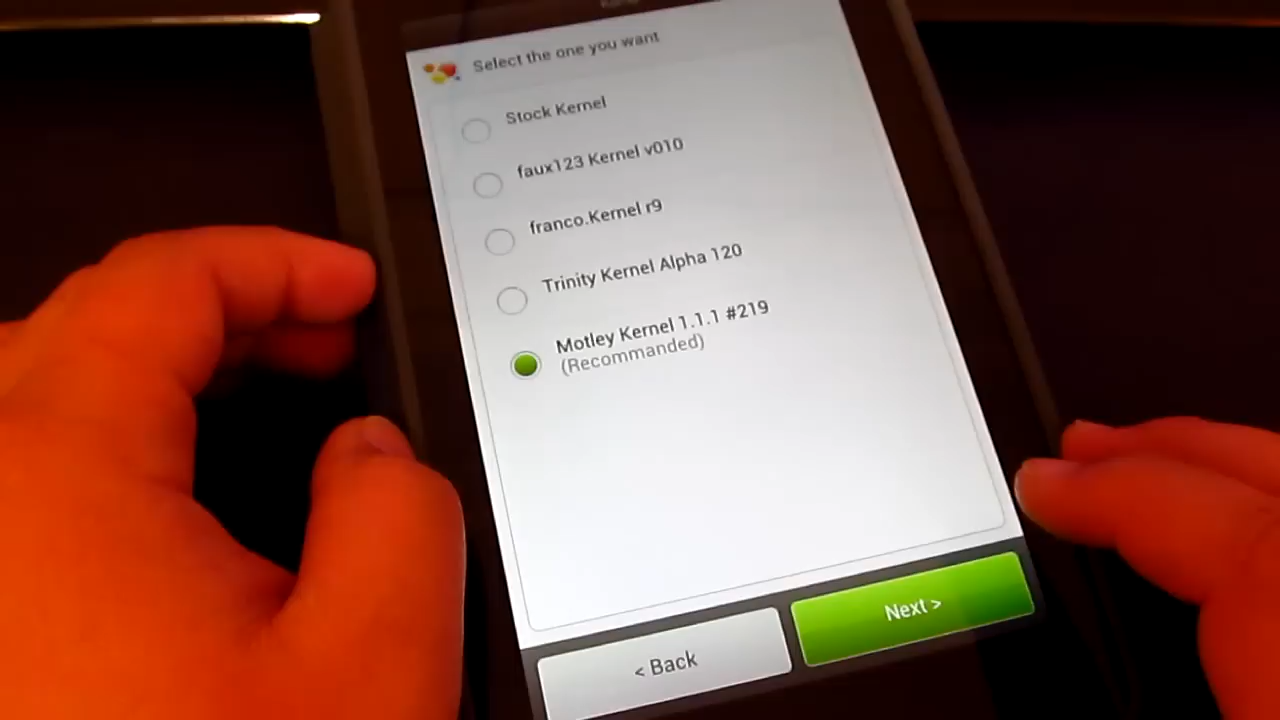 Select the one you want
Stock Kernel
faux123 Kernel v010
franco.Kernel r9
Trinity Kernel Alpha 120
Motley Kernel 1.1.1 #219
(Recommanded)
< Back
Next >